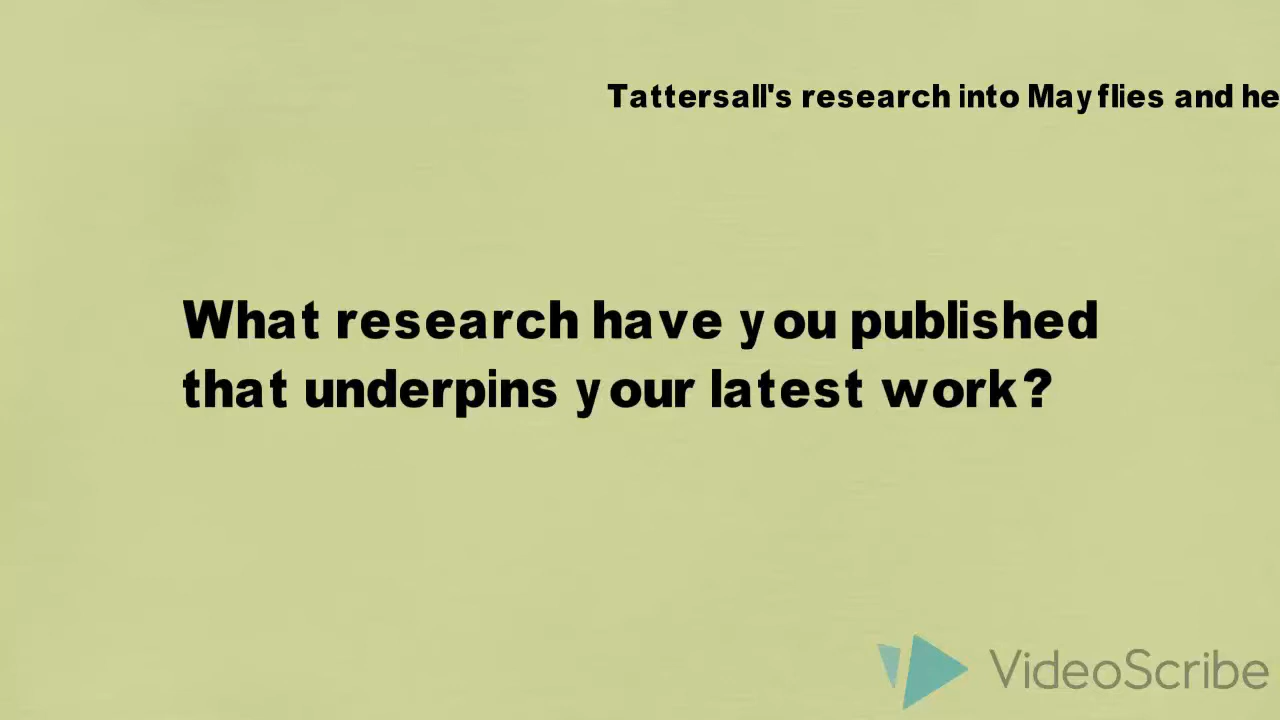 Tattersall's research into Mayflies and he
What research have you published
that underpins your latest work?
VideoScribe